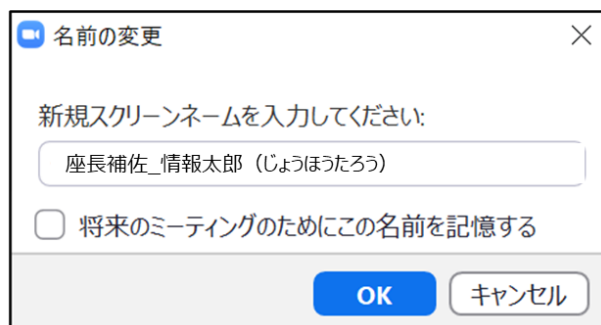 名前の変更
新規スクリーンネームを入力してください:
座長補佐_情報太郎（じょうほうたろう）
将来のミーティングのためにこの名前を記憶する
OK キャンセル